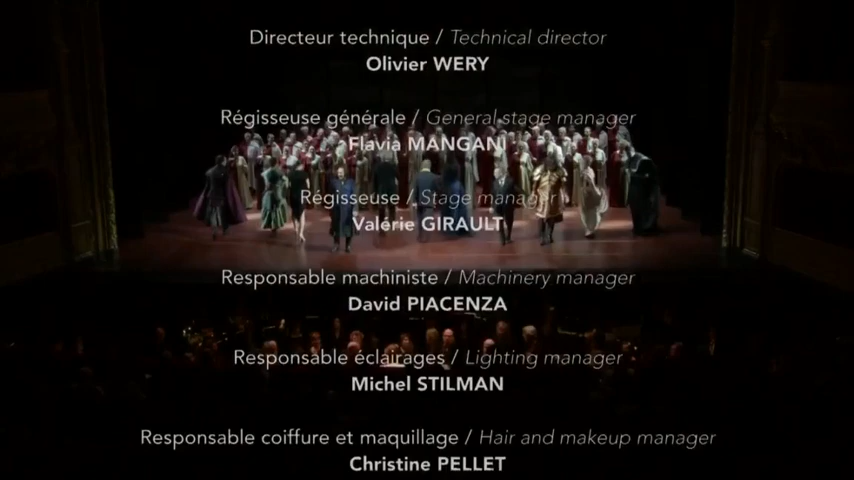 Directeur technique / Technical director
Olivier WERY
Régisseuse générale / General stage manager
Flavia MANGANI
Régisseuse / Stage manager
Valérie GIRAULT
Responsable machiniste / Machinery manager
David PIACENZA
Responsable éclairages / Lighting manager
Michel STILMAN
Responsable coiffure et maquillage / Hair and makeup manager
Christine PELLET